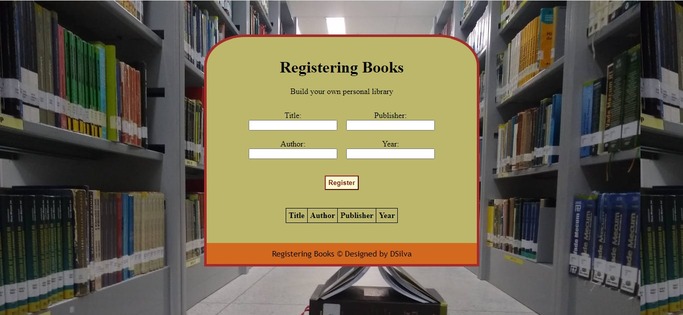 Registering Books
Build your own personal library
Title: Publisher:
Author: Year:
Register
Title Author Publisher Year
Registering Books © Designed by DSilva